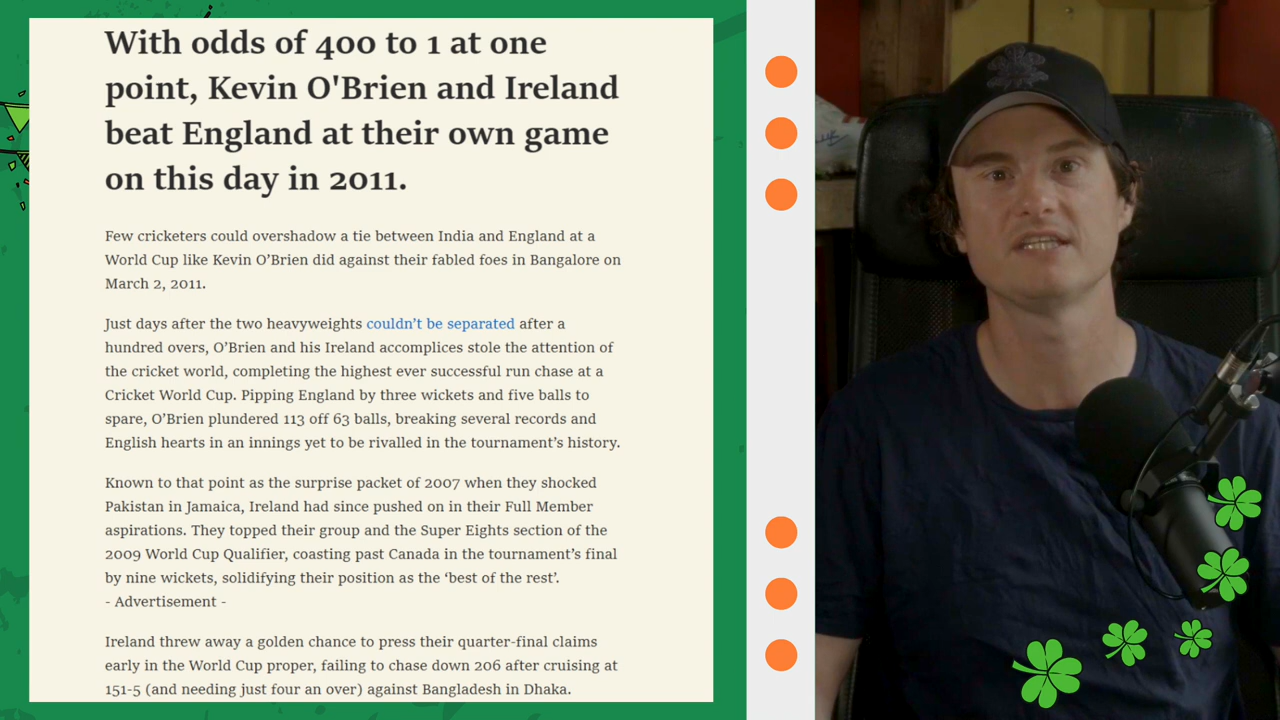 With odds of 400 to 1 at one
point, Kevin O'Brien and Ireland
beat England at their own game
on this day in 2011.
Few cricketers could overshadow a tie between India and England at a
World Cup like Kevin O’Brien did against their fabled foes in Bangalore on
March 2, 2011.
Just days after the two heavyweights couldn’t be separated after a
hundred overs, O’Brien and his Ireland accomplices stole the attention of
the cricket world, completing the highest ever successful run chase at a
Cricket World Cup. Pipping England by three wickets and five balls to
spare, O’Brien plundered 113 off 63 balls, breaking several records and
English hearts in an innings yet to be rivalled in the tournament’s history.
Known to that point as the surprise packet of 2007 when they shocked
Pakistan in Jamaica, Ireland had since pushed on in their Full Member
aspirations. They topped their group and the Super Eights section of the
2009 World Cup Qualifier, coasting past Canada in the tournament’s final
by nine wickets, solidifying their position as the ‘best of the rest’.
- Advertisement -
Ireland threw away a golden chance to press their quarter-final claims
early in the World Cup proper, failing to chase down 206 after cruising at
151-5 (and needing just four an over) against Bangladesh in Dhaka.